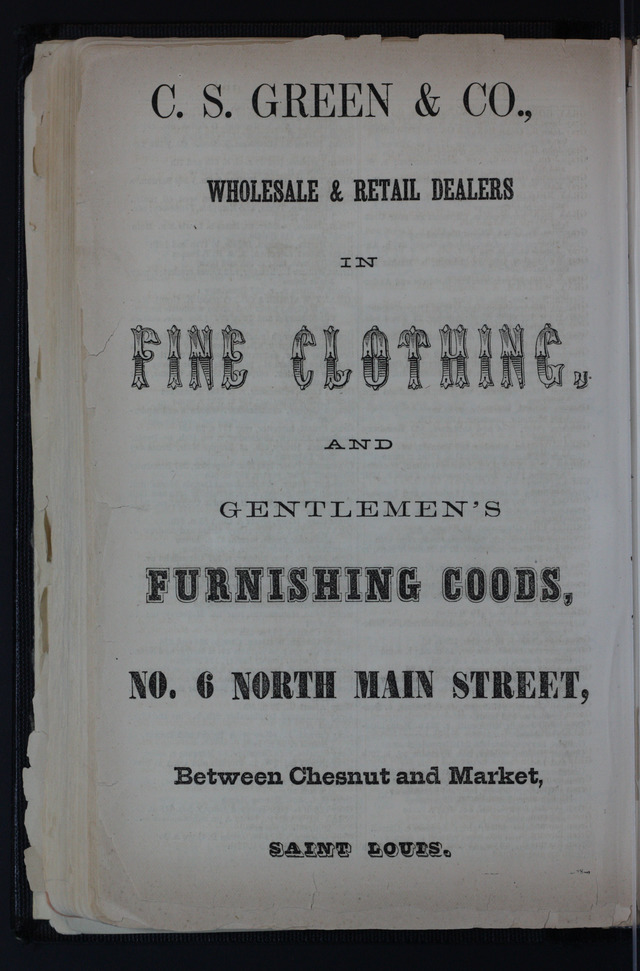 C. S. GREEN & CO.,
WHOLESALE & RETAIL DEALERS
IN
FINE CLOTHING,
AND
GENTLEMEN'S
FURNISHING GOODS,
NO. 6 NORTH MAIN STREET,
Between Chesnut and Market,
SAINT LOUIS.